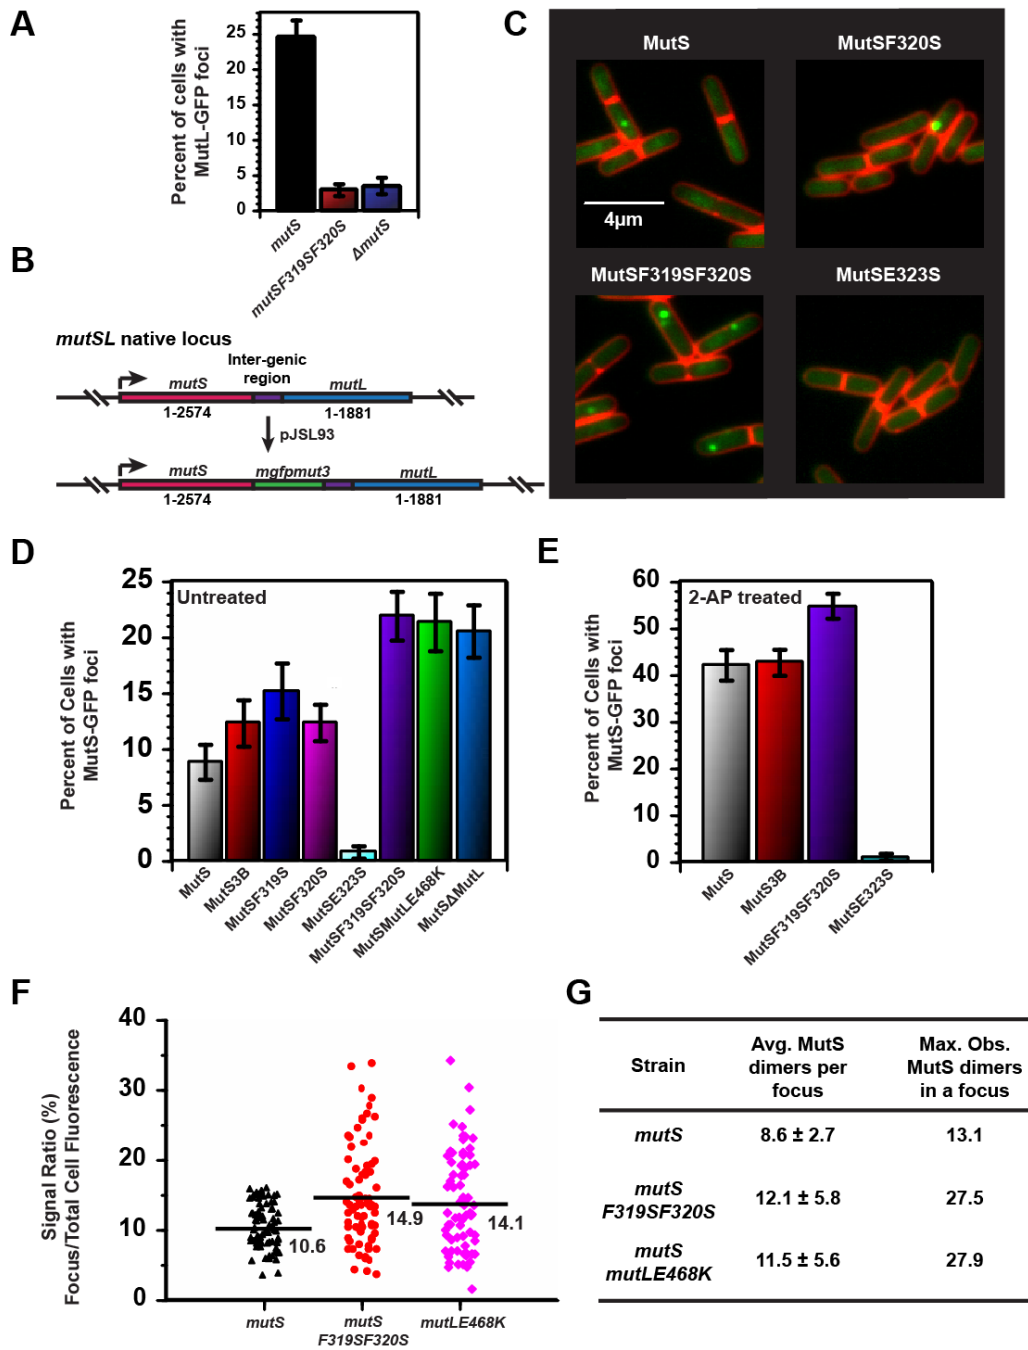 A
Percent of cells with
MutL-GFP foci
25
20
15
10
5
0
mutS
mutSF319SF320S
ΔmutS
B
mutSL native locus
Inter-genic
region
mutS
mutL
1-2574
1-1881
pJSL93
mutS
mgfpmut3
mutL
1-2574
1-1881
C
MutS
MutSF320S
4µm
MutSF319SF320S
MutSE323S
D
Percent of Cells with
MutS-GFP foci
Untreated
25
20
15
10
5
0
MutS
MutS3B
MutSF319S
MutSF320S
MutSE323S
MutSF319SF320S
MutSMutLE468K
MutSΔMutL
E
Percent of Cells with
MutS-GFP foci
2-AP treated
60
50
40
30
20
10
0
MutS
MutS3B
MutSF319SF320S
MutSE323S
F
Signal Ratio (%)
Focus/Total Cell Fluorescence
40
30
20
10
0
10.6
14.9
14.1
mutS
mutS
F319SF320S
mutLE468K
G
Strain
Avg. MutS
dimers per
focus
Max. Obs.
MutS dimers
in a focus
mutS
8.6 ± 2.7
13.1
mutS
F319SF320S
12.1 ± 5.8
27.5
mutS
mutLE468K
11.5 ± 5.6
27.9